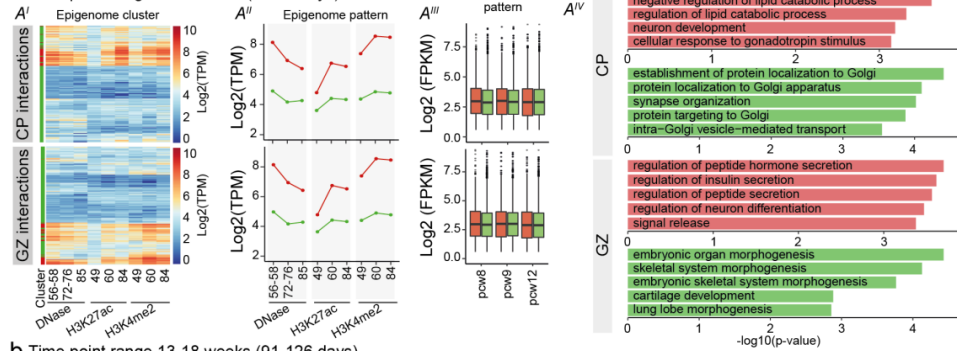 pattern
A^I Epigenome cluster
A^II Epigenome pattern
A^III
A^IV
CP interactions
GZ interactions
10
8
6
4
2
0
Log2(TPM)
10
8
6
4
2
0
Log2(TPM)
Cluster
56-58
72-76
85
49
60
84
49
60
84
DNase
H3K27ac
H3K4me2
Log2(TPM)
8
6
4
2
Log2(TPM)
8
6
4
2
56-58
72-76
85
49
60
84
49
60
84
DNase
H3K27ac
H3K4me2
Log2 (FPKM)
7.5
5.0
2.5
0.0
Log2 (FPKM)
7.5
5.0
2.5
0.0
pcw8
pcw9
pcw12
CP
negative regulation of lipid catabolic process
regulation of lipid catabolic process
neuron development
cellular response to gonadotropin stimulus
0 1 2 3
establishment of protein localization to Golgi
protein localization to Golgi apparatus
synapse organization
protein targeting to Golgi
intra−Golgi vesicle−mediated transport
0 1 2 3 4
GZ
regulation of peptide hormone secretion
regulation of insulin secretion
regulation of peptide secretion
regulation of neuron differentiation
signal release
0 1 2 3
embryonic organ morphogenesis
skeletal system morphogenesis
embryonic skeletal system morphogenesis
cartilage development
lung lobe morphogenesis
0 1 2 3 4
-log10(p-value)
b Time point range 13-18 weeks (91-126 days)